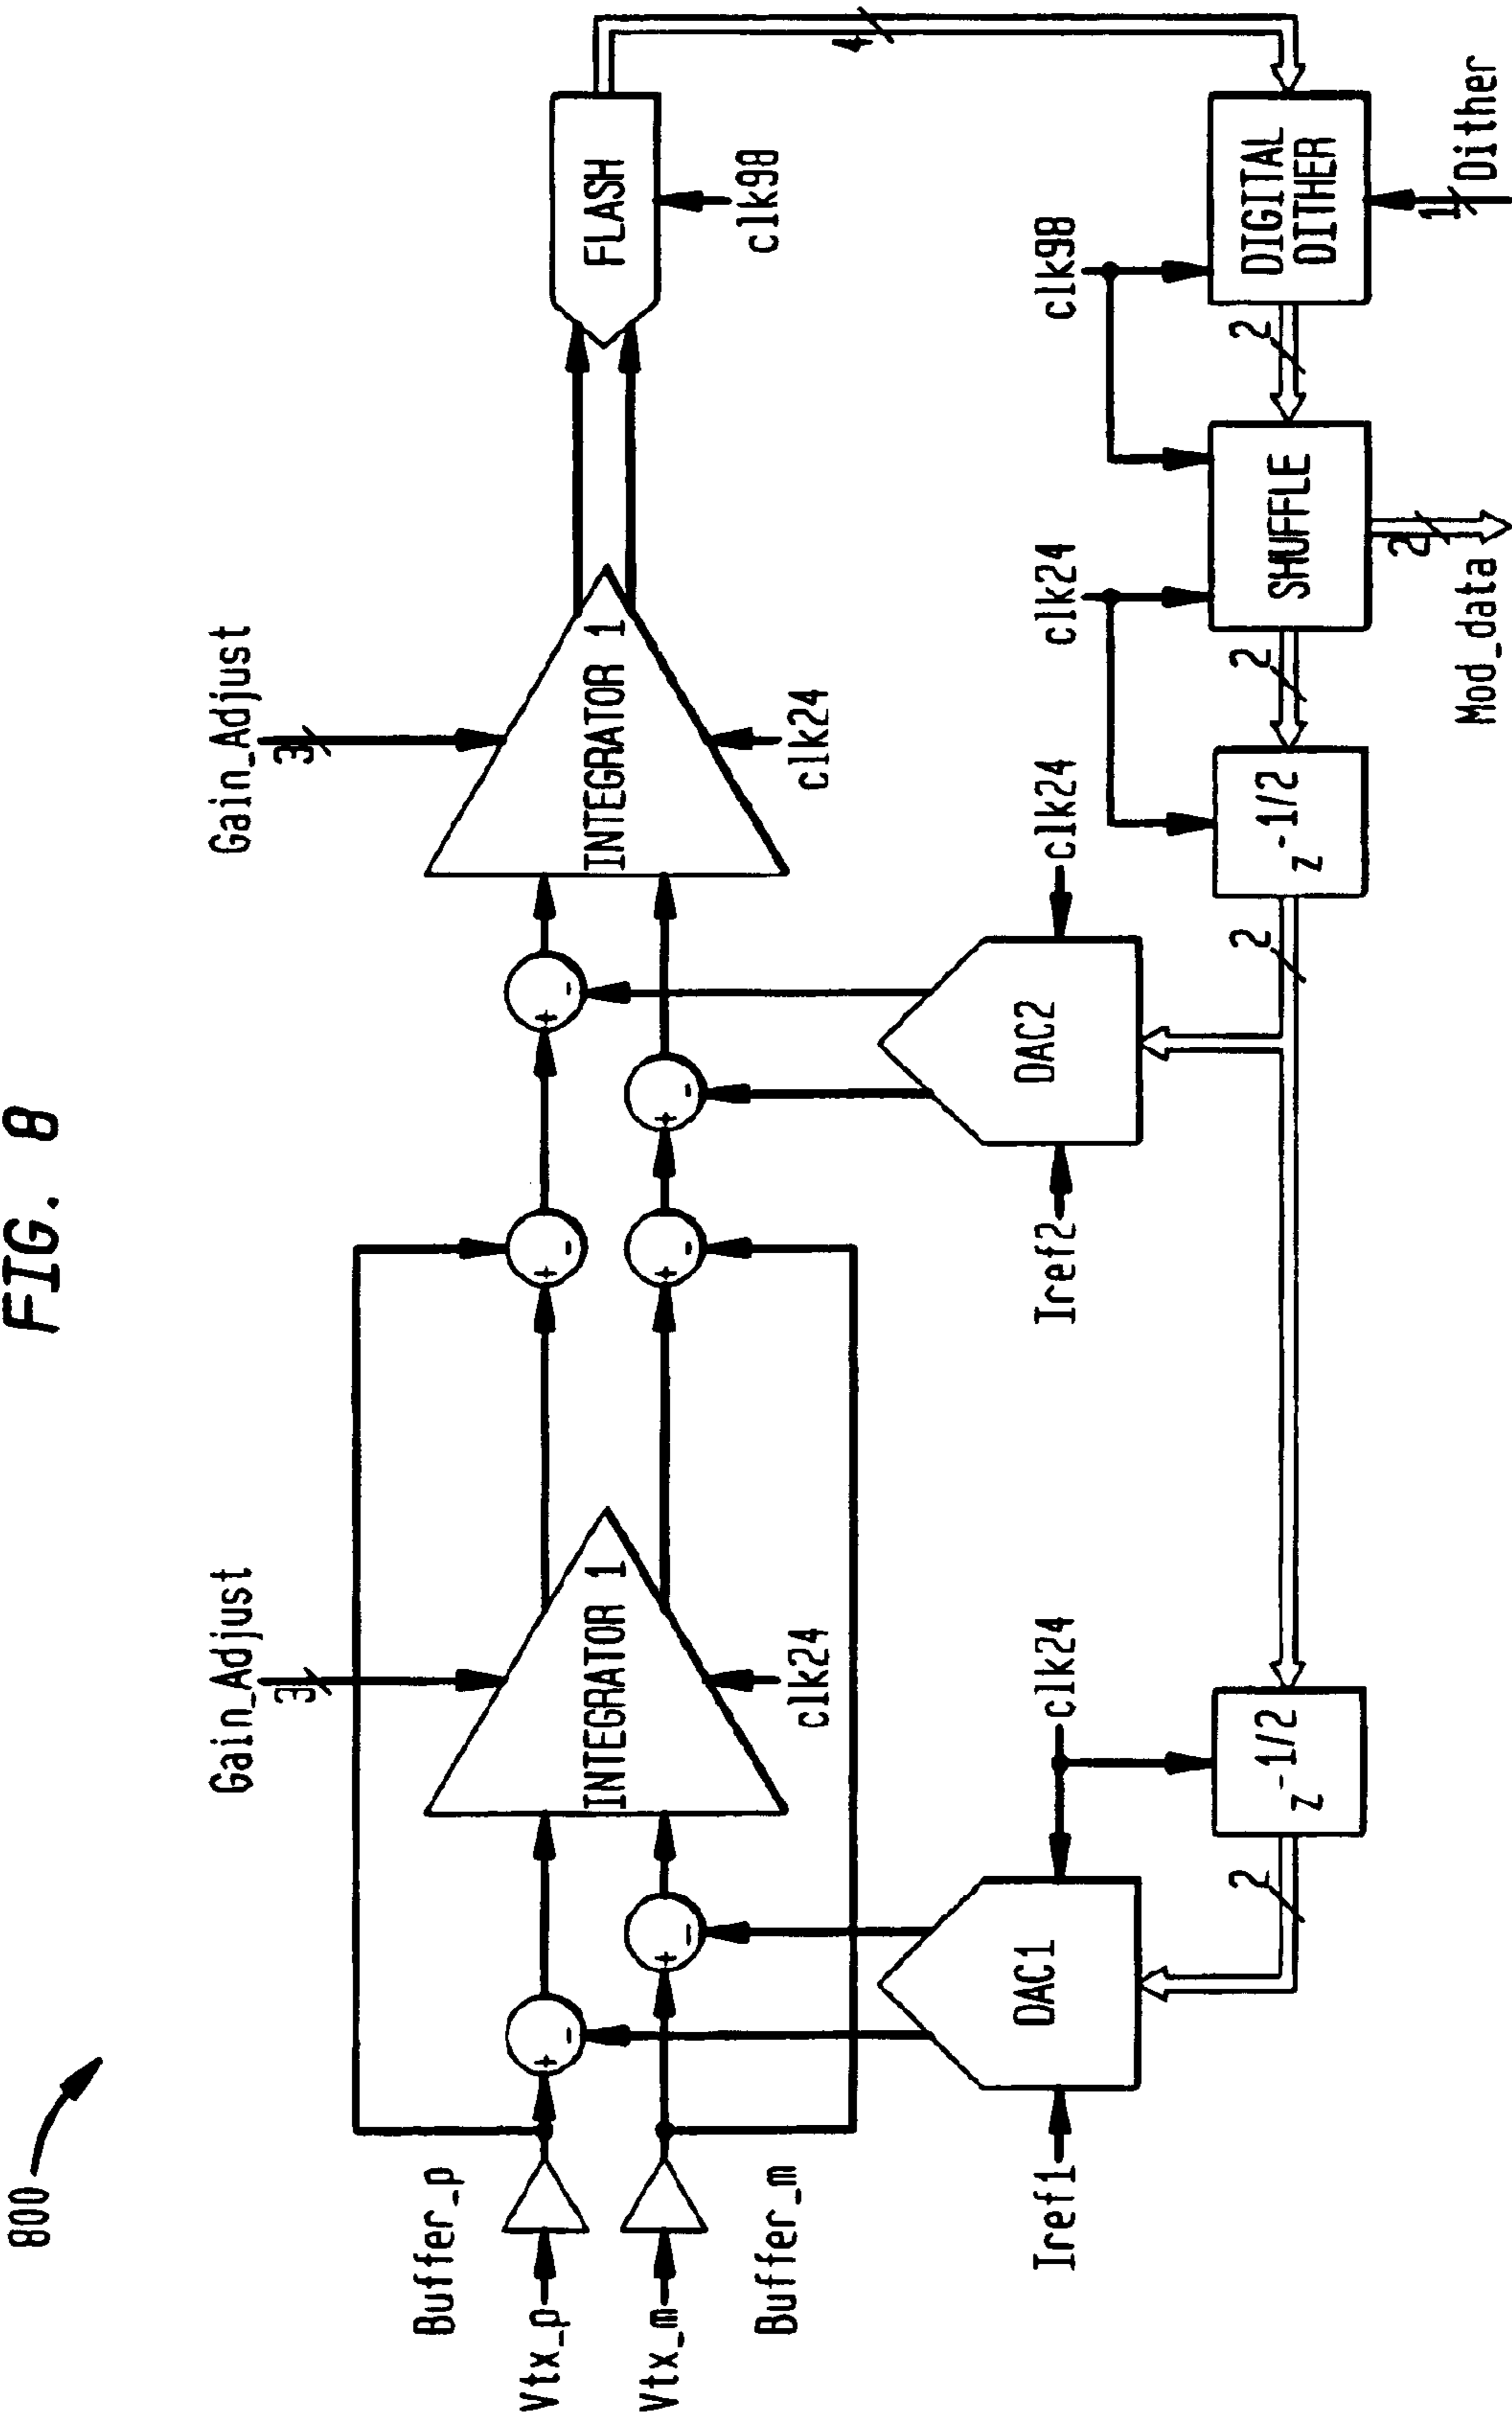 FIG. 8
800
Gain_Adjust
3
Gain_Adjust
3
Buffer_p
Vtx_p
Vtx_m
Buffer_m
+
-
+
-
INTEGRATOR 1
clk24
+
-
+
-
+
-
+
-
INTEGRATOR 1
clk24
FLASH
clk98
4
Iref1
DAC1
clk24
Iref2
DAC2
clk24
clk24
clk98
2
z-1/2
2
z-1/2
2
SHUFFLE
2
DIGITAL
DITHER
2
Mod_data
1
Dither